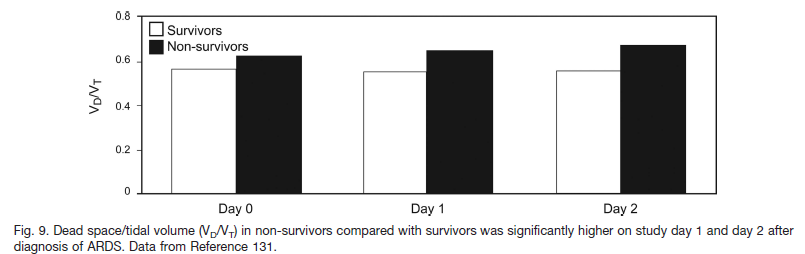 0.8
Survivors
Non-survivors
0.6
0.4
0.2
0
VD/VT
Day 0
Day 1
Day 2
Fig. 9. Dead space/tidal volume (VD/VT) in non-survivors compared with survivors was significantly higher on study day 1 and day 2 after
diagnosis of ARDS. Data from Reference 131.